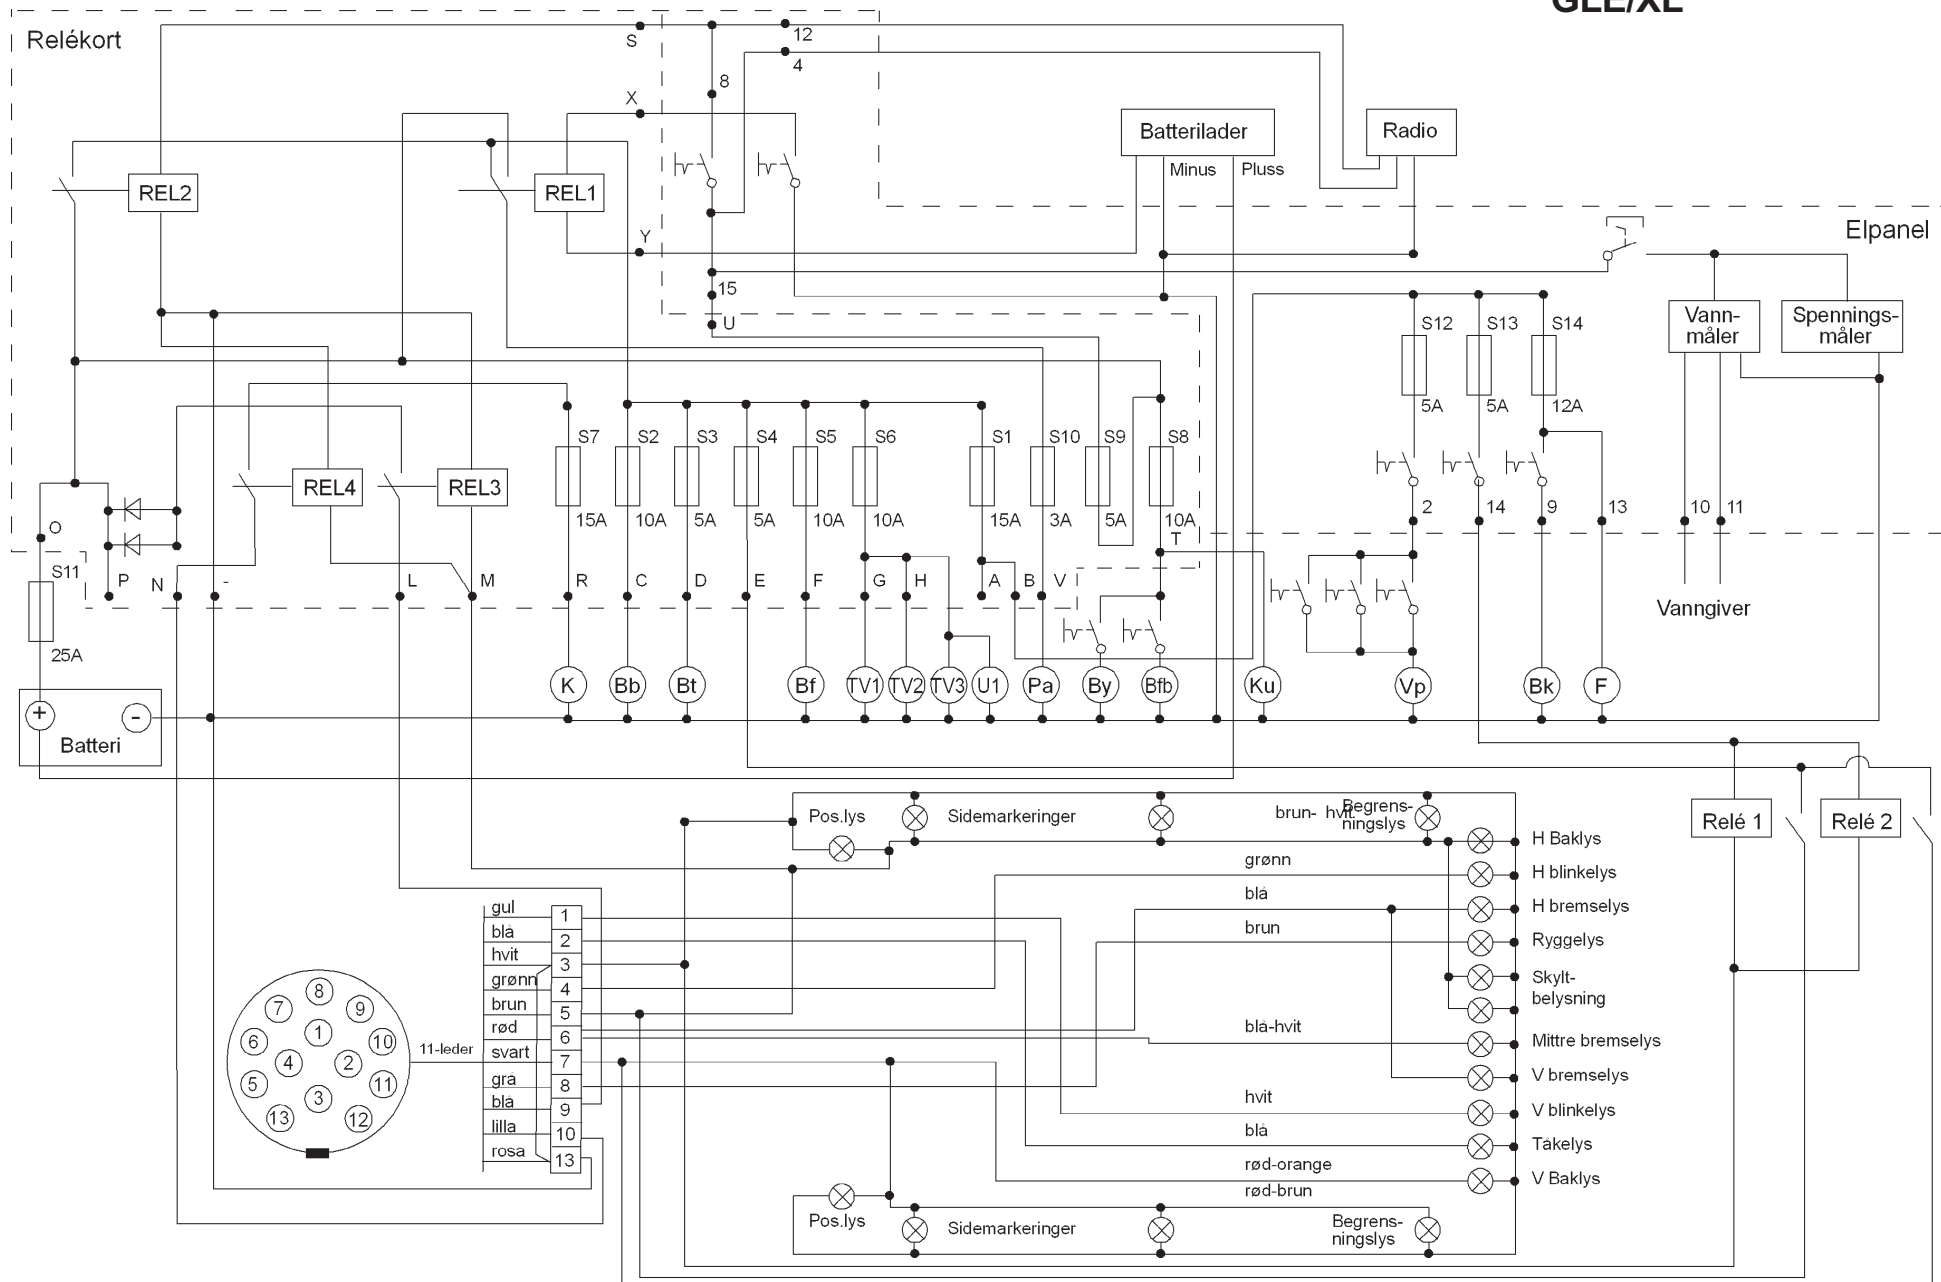 GLE/XL
Relékort
S
12
4
8
X
Batterilader
Radio
Minus
Pluss
REL2
REL1
Y
Elpanel
15
U
S12
S13
S14
Vann-
måler
Spennings-
måler
5A
5A
12A
S7
S2
S3
S4
S5
S6
S1
S10
S9
S8
REL4
REL3
15A
10A
5A
5A
10A
10A
15A
3A
5A
10A
2
14
9
13
10
11
O
T
S11
P
N
-
L
M
R
C
D
E
F
G
H
A
B
V
Vanngiver
25A
K
Bb
Bt
Bf
TV1
TV2
TV3
U1
Pa
By
Bfb
Ku
Vp
Bk
F
+
-
Batteri
Pos.lys
Sidemarkeringer
brun- hvit
Begrens-
ningslys
Relé 1
Relé 2
H Baklys
grønn
H blinkelys
blå
H bremselys
brun
Ryggelys
Skylt-
belysning
blå-hvit
Mittre bremselys
V bremselys
hvit
V blinkelys
blå
Tåkelys
rød-orange
V Baklys
rød-brun
gul
1
blå
2
hvit
3
grønn
4
brun
5
rød
6
11-leder
svart
7
grå
8
blå
9
lilla
10
rosa
13
8
7
9
1
6
10
4
2
5
11
3
13
12
Pos.lys
Sidemarkeringer
Begrens-
ningslys